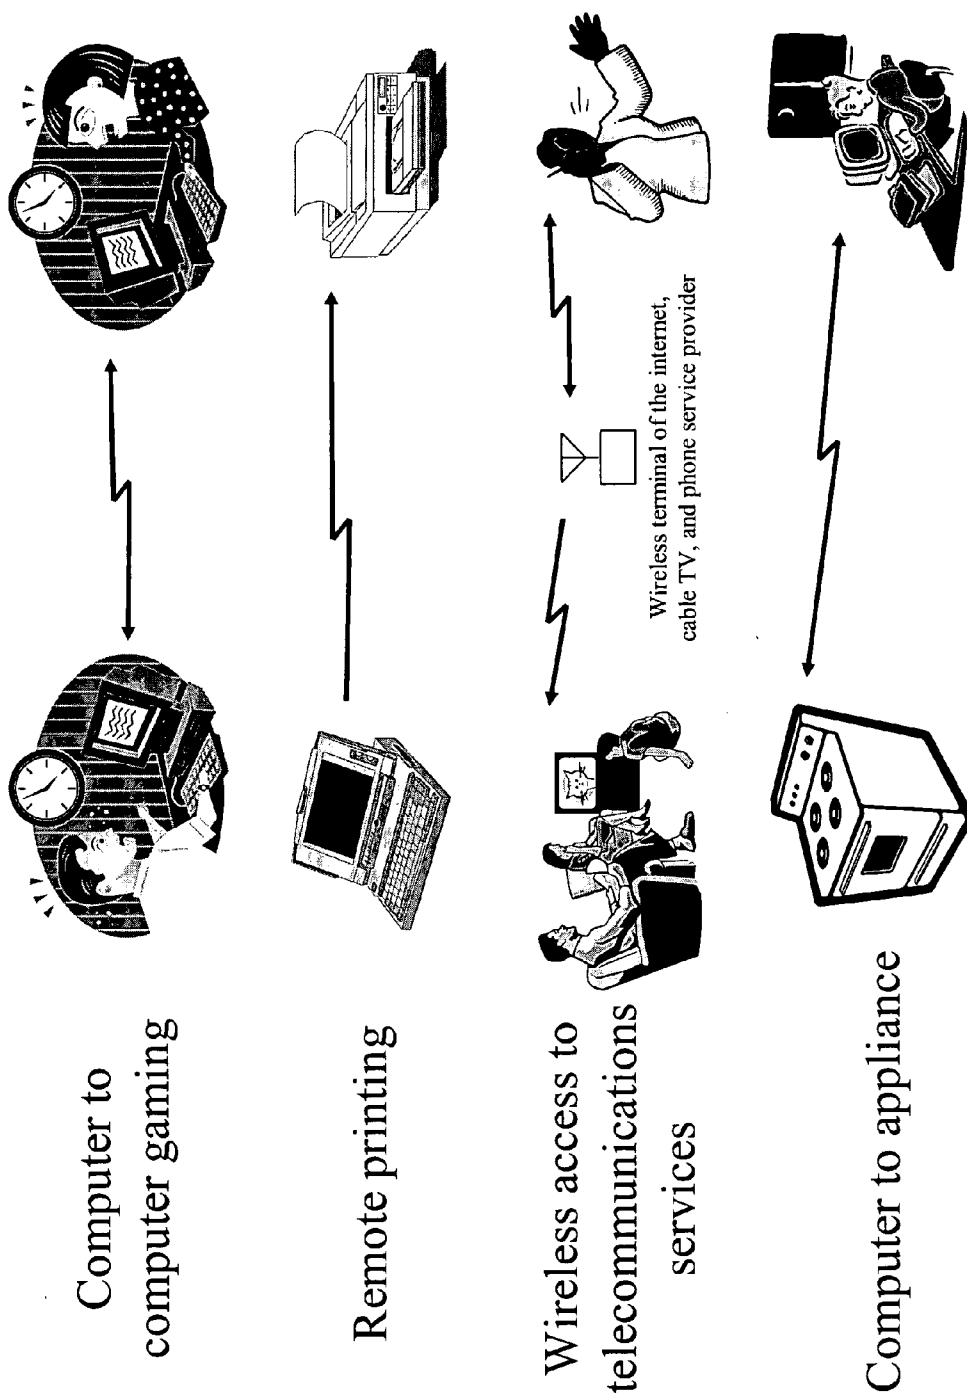 Computer to
computer gaming
Remote printing
Wireless access to
telecommunications
services
Wireless terminal of the internet,
cable TV, and phone service provider
Computer to appliance